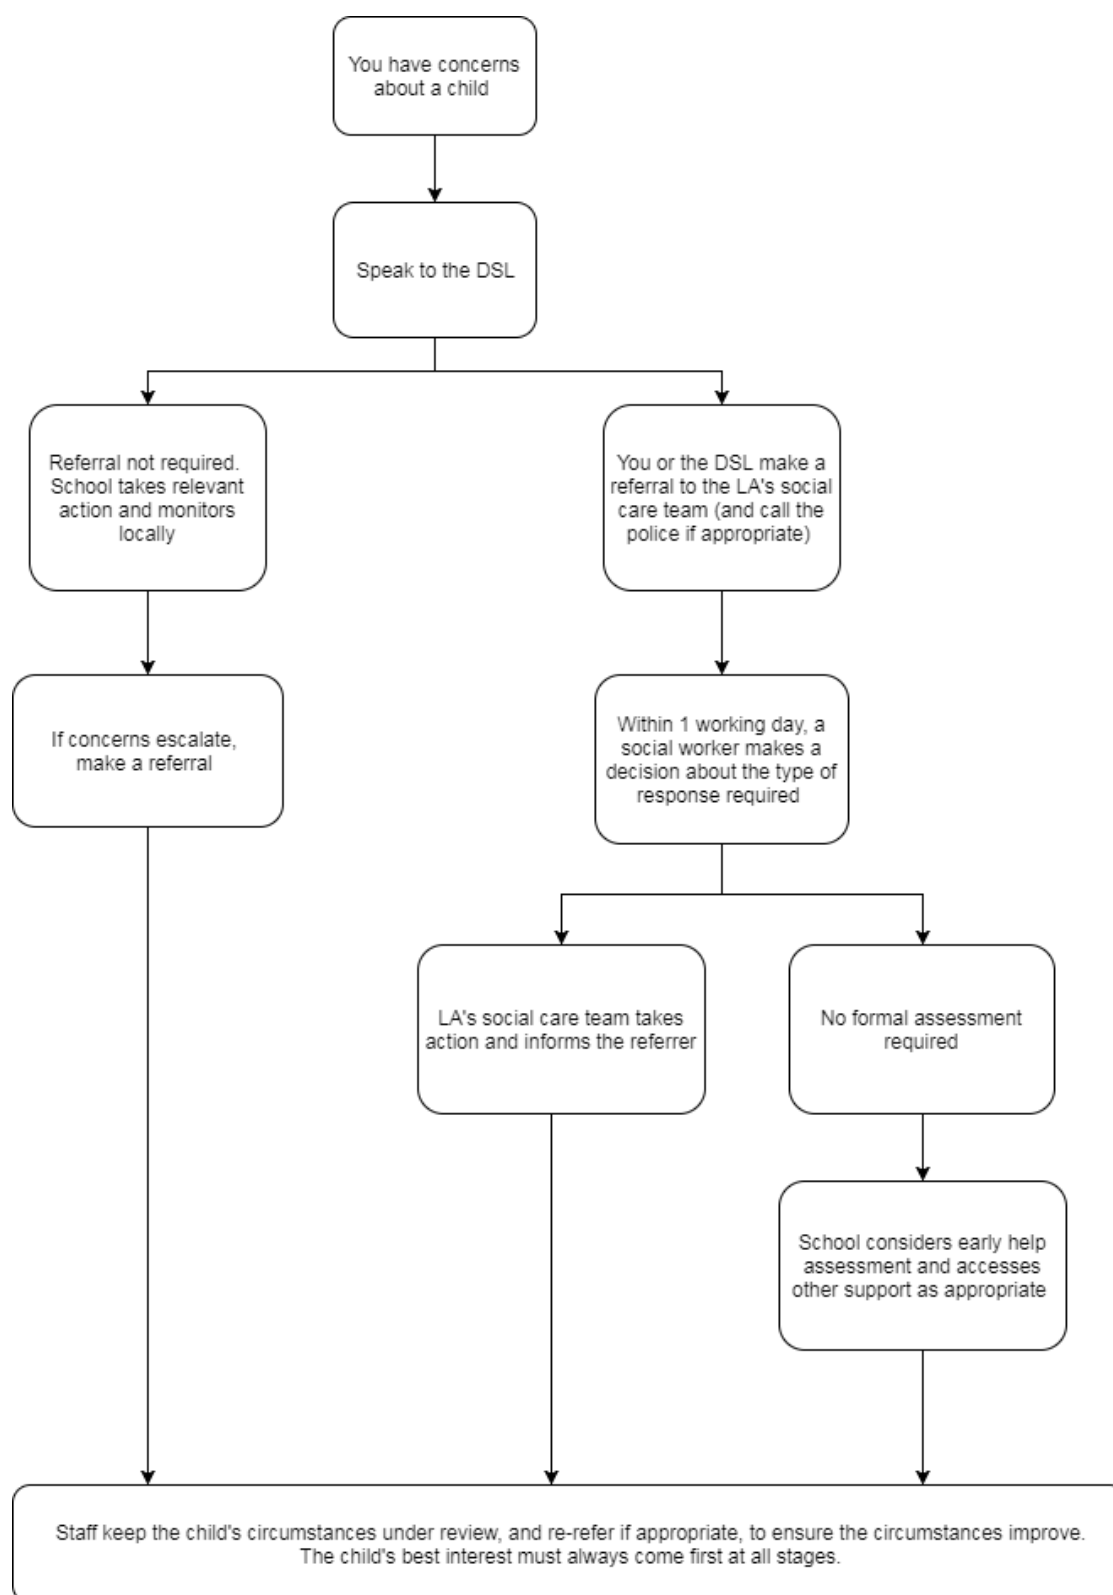 You have concerns
about a child
Speak to the DSL
Referral not required.
School takes relevant
action and monitors
locally
You or the DSL make a
referral to the LA's social
care team (and call the
police if appropriate)
If concerns escalate,
make a referral
Within 1 working day, a
social worker makes a
decision about the type of
response required
LA's social care team takes
action and informs the referrer
No formal assessment
required
School considers early help
assessment and accesses
other support as appropriate
Staff keep the child's circumstances under review, and re-refer if appropriate, to ensure the circumstances improve.
The child's best interest must always come first at all stages.